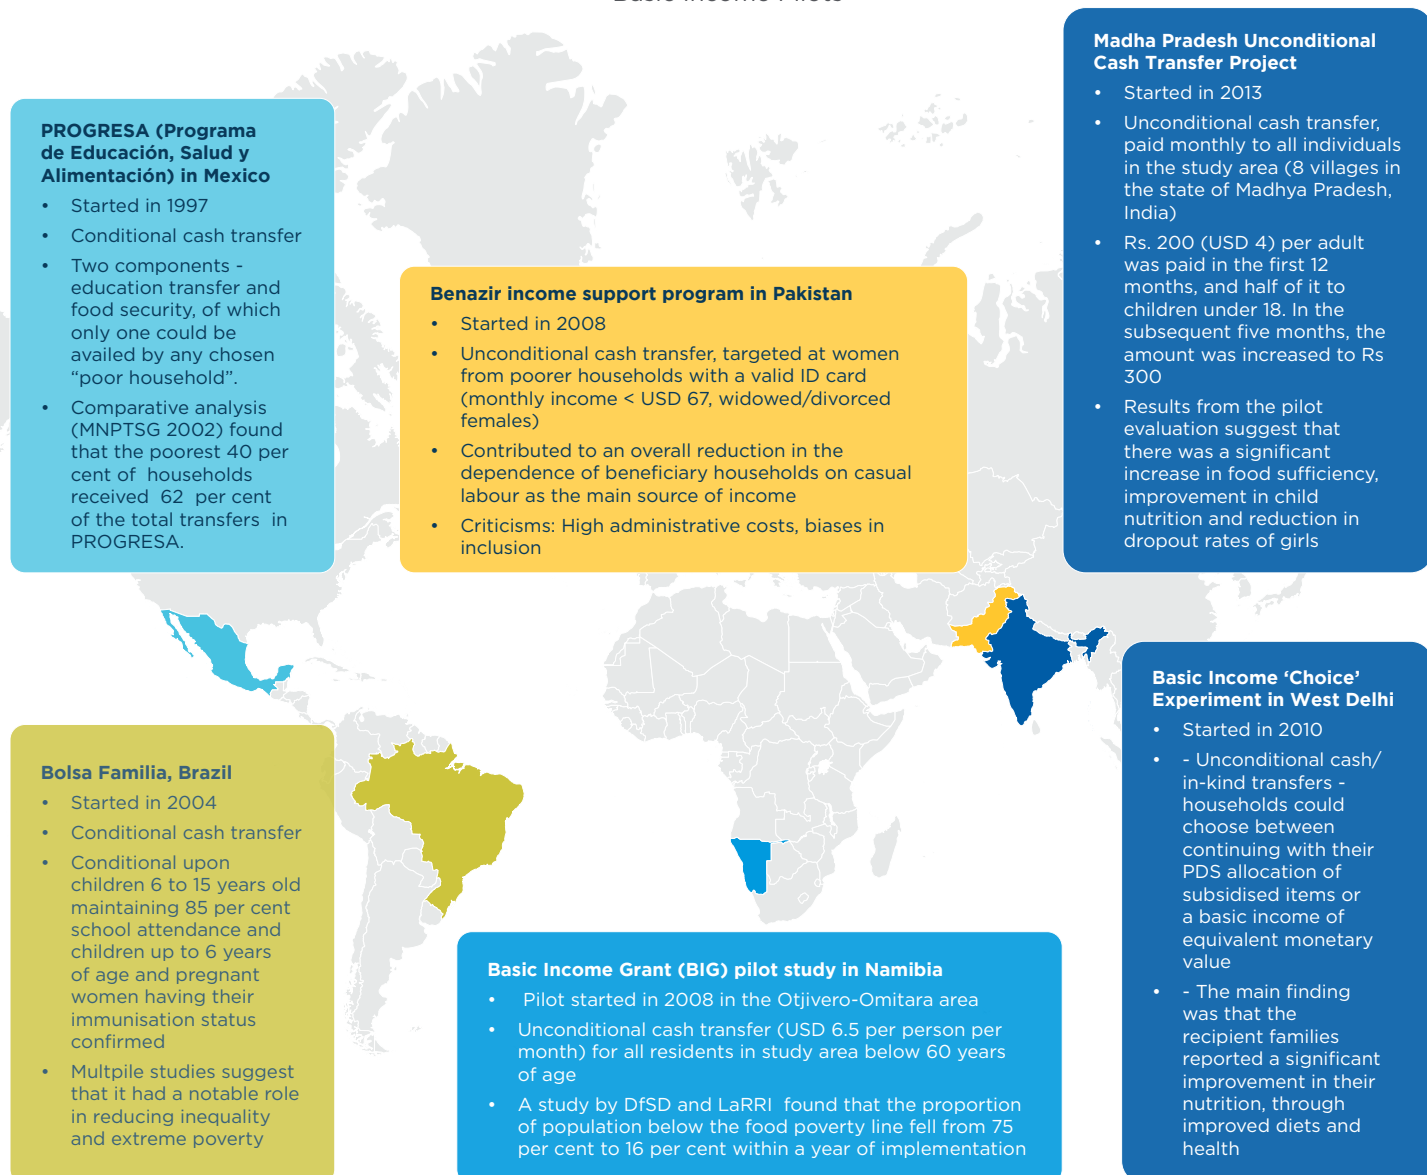 Basic Income Pilots
PROGRESA (Programa
de Educación, Salud y
Alimentación) in Mexico
• Started in 1997
• Conditional cash transfer
• Two components -
education transfer and
food security, of which
only one could be
availed by any chosen
“poor household”.
• Comparative analysis
(MNPTSG 2002) found
that the poorest 40 per
cent of households
received 62 per cent
of the total transfers in
PROGRESA.
Benazir income support program in Pakistan
• Started in 2008
• Unconditional cash transfer, targeted at women
from poorer households with a valid ID card
(monthly income < USD 67, widowed/divorced
females)
• Contributed to an overall reduction in the
dependence of beneficiary households on casual
labour as the main source of income
• Criticisms: High administrative costs, biases in
inclusion
Madha Pradesh Unconditional
Cash Transfer Project
• Started in 2013
• Unconditional cash transfer,
paid monthly to all individuals
in the study area (8 villages in
the state of Madhya Pradesh,
India)
• Rs. 200 (USD 4) per adult
was paid in the first 12
months, and half of it to
children under 18. In the
subsequent five months, the
amount was increased to Rs
300
• Results from the pilot
evaluation suggest that
there was a significant
increase in food sufficiency,
improvement in child
nutrition and reduction in
dropout rates of girls
Bolsa Familia, Brazil
• Started in 2004
• Conditional cash transfer
• Conditional upon
children 6 to 15 years old
maintaining 85 per cent
school attendance and
children up to 6 years
of age and pregnant
women having their
immunisation status
confirmed
• Multpile studies suggest
that it had a notable role
in reducing inequality
and extreme poverty
Basic Income Grant (BIG) pilot study in Namibia
• Pilot started in 2008 in the Otjivero-Omitara area
• Unconditional cash transfer (USD 6.5 per person per
month) for all residents in study area below 60 years
of age
• A study by DfSD and LaRRI found that the proportion
of population below the food poverty line fell from 75
per cent to 16 per cent within a year of implementation
Basic Income ‘Choice’
Experiment in West Delhi
• Started in 2010
• - Unconditional cash/
in-kind transfers -
households could
choose between
continuing with their
PDS allocation of
subsidised items or
a basic income of
equivalent monetary
value
• - The main finding
was that the
recipient families
reported a significant
improvement in their
nutrition, through
improved diets and
health